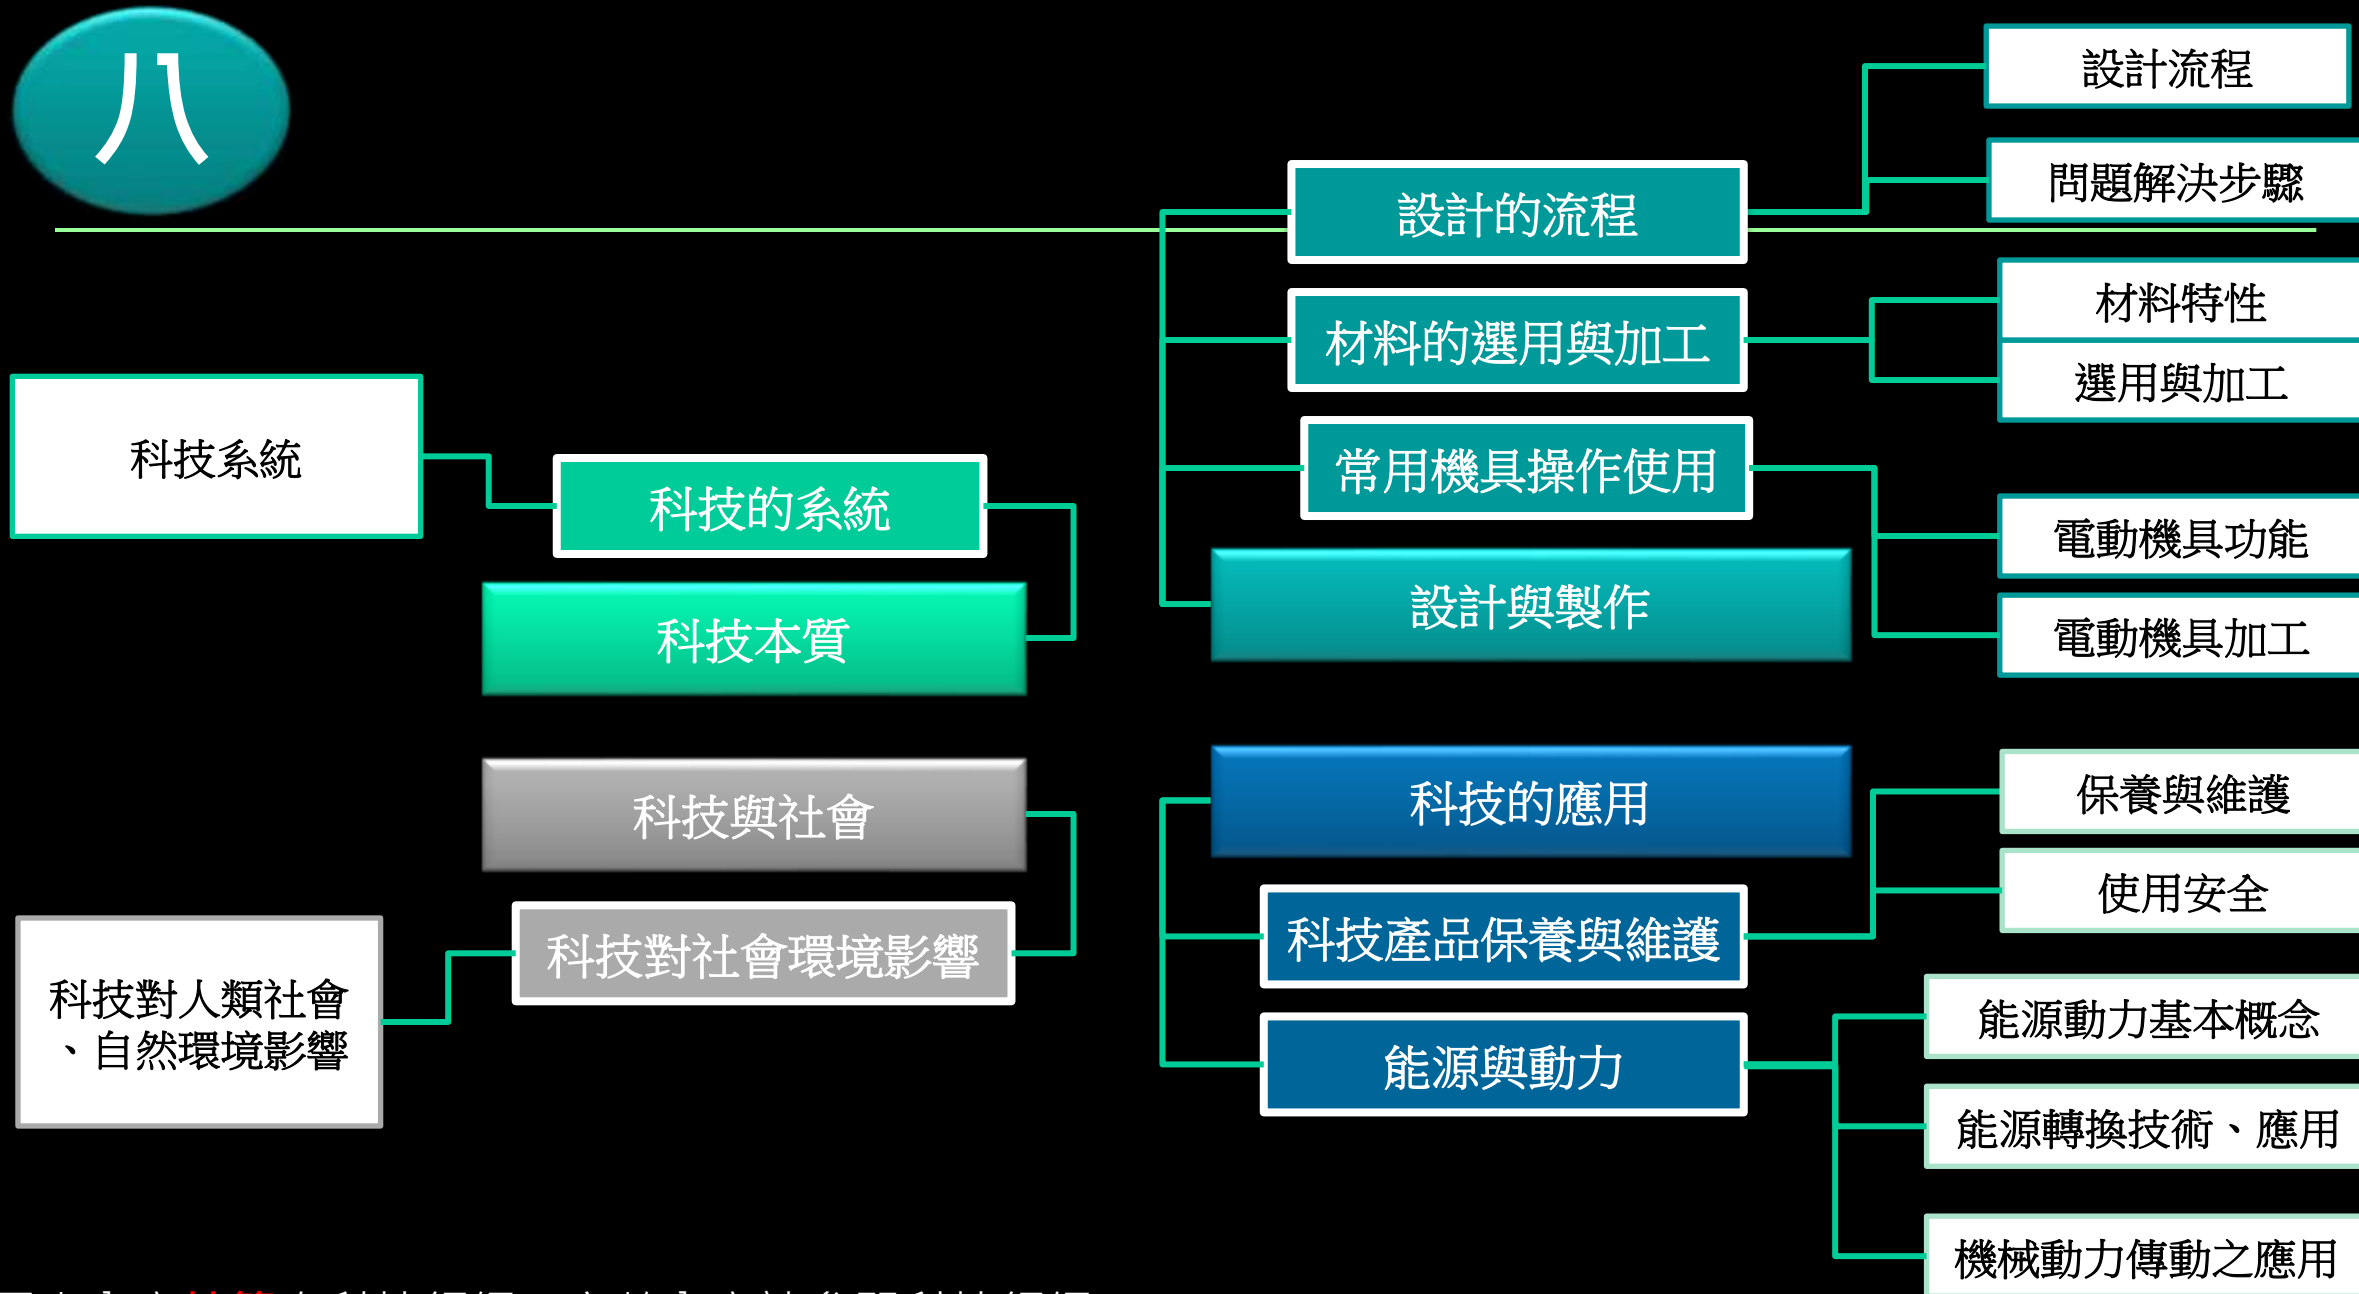 八
設計流程
問題解決步驟
設計的流程
材料特性
材料的選用與加工
選用與加工
科技系統
常用機具操作使用
科技的系統
電動機具功能
設計與製作
科技本質
電動機具加工
科技與社會
科技的應用
保養與維護
使用安全
科技產品保養與維護
科技對社會環境影響
科技對人類社會
、自然環境影響
能源與動力
能源動力基本概念
能源轉換技術、應用
機械動力傳動之應用